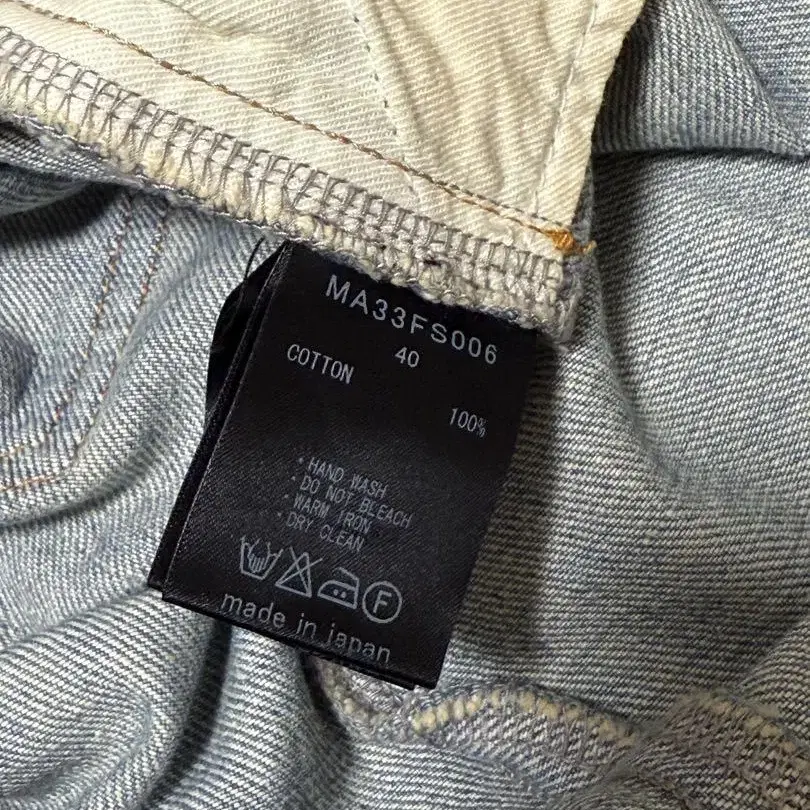 MA33FS006
40
COTTON
100%
・HAND WASH
・DO NOT BLEACH
・WARM IRON
・DRY CLEAN
F
made in japan